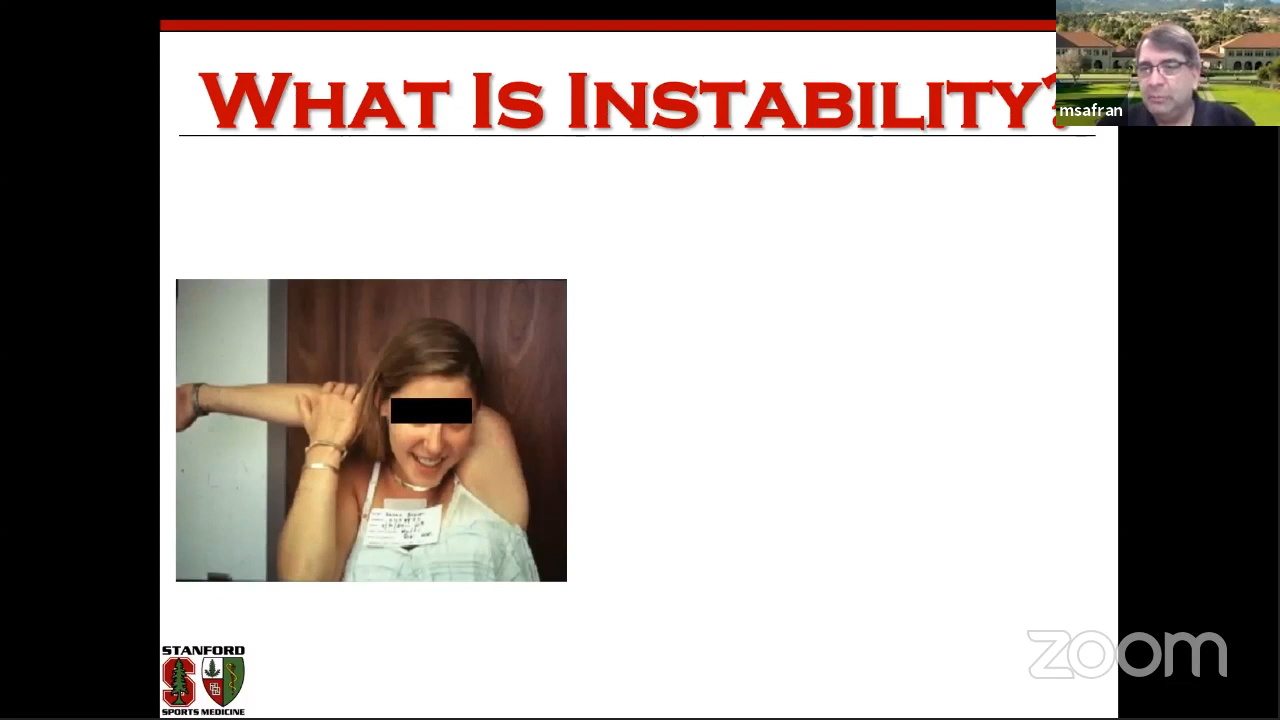 WHAT IS INSTABILITY?
msafran
STANFORD
S
SPORTS MEDICINE
zoom